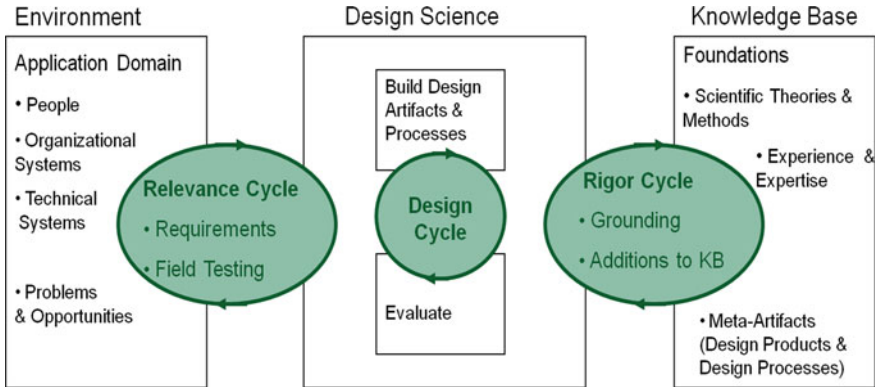 Environment
Design Science
Knowledge Base
Application Domain
• People
• Organizational
Systems
• Technical
Systems
• Problems
& Opportunities
Relevance Cycle
• Requirements
• Field Testing
Build Design
Artifacts &
Processes
Design
Cycle
Evaluate
Rigor Cycle
• Grounding
• Additions to KB
Foundations
• Scientific Theories &
Methods
• Experience &
Expertise
• Meta-Artifacts
(Design Products &
Design Processes)